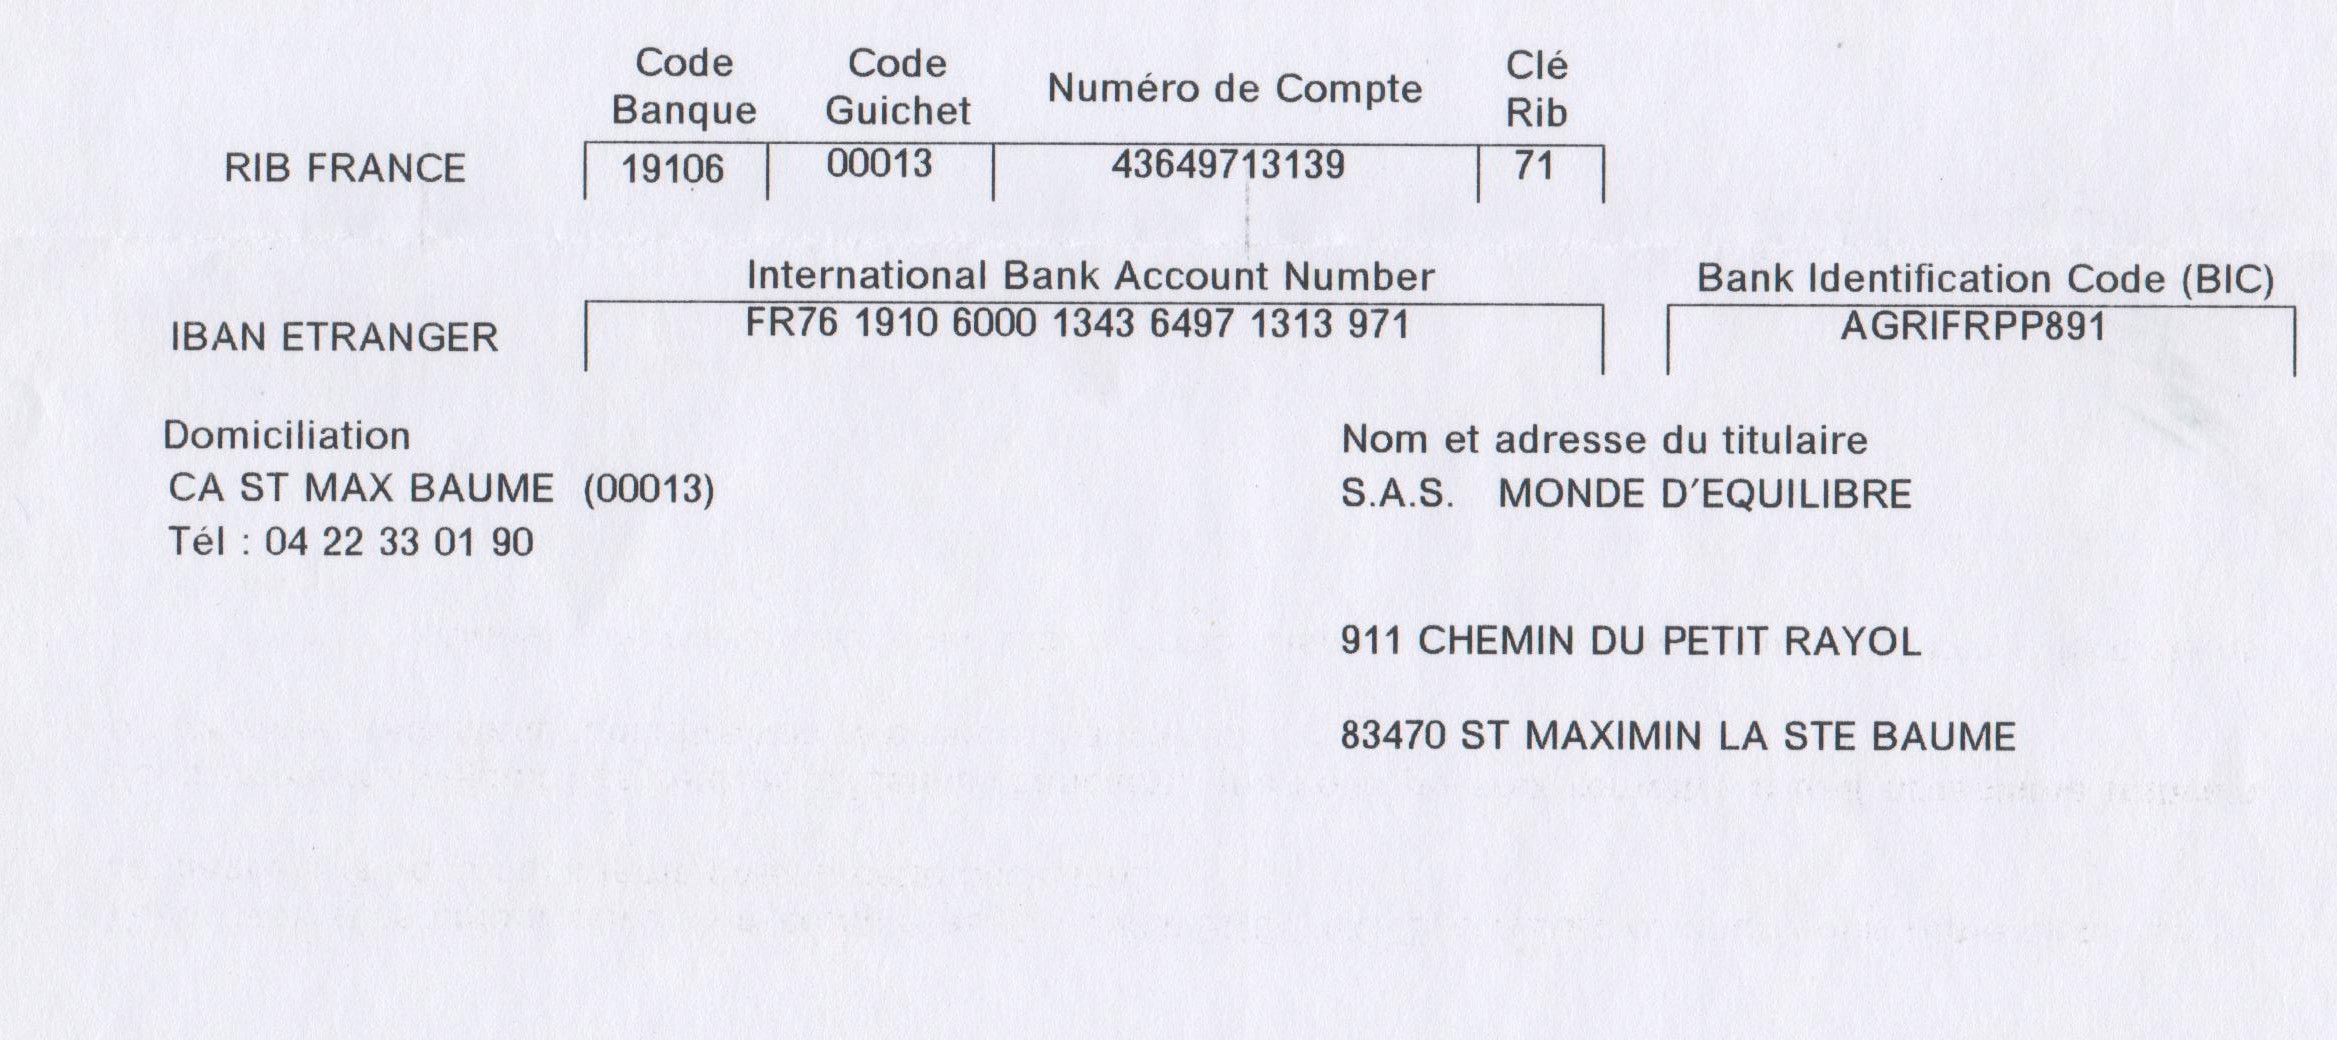 Code Banque Code Guichet Numéro de Compte Clé Rib
RIB FRANCE 19106 00013 43649713139 71
International Bank Account Number Bank Identification Code (BIC)
IBAN ETRANGER FR76 1910 6000 1343 6497 1313 971 AGRIFRPP891
Domiciliation
CA ST MAX BAUME (00013)
Tél : 04 22 33 01 90
Nom et adresse du titulaire
S.A.S. MONDE D'EQUILIBRE
911 CHEMIN DU PETIT RAYOL
83470 ST MAXIMIN LA STE BAUME